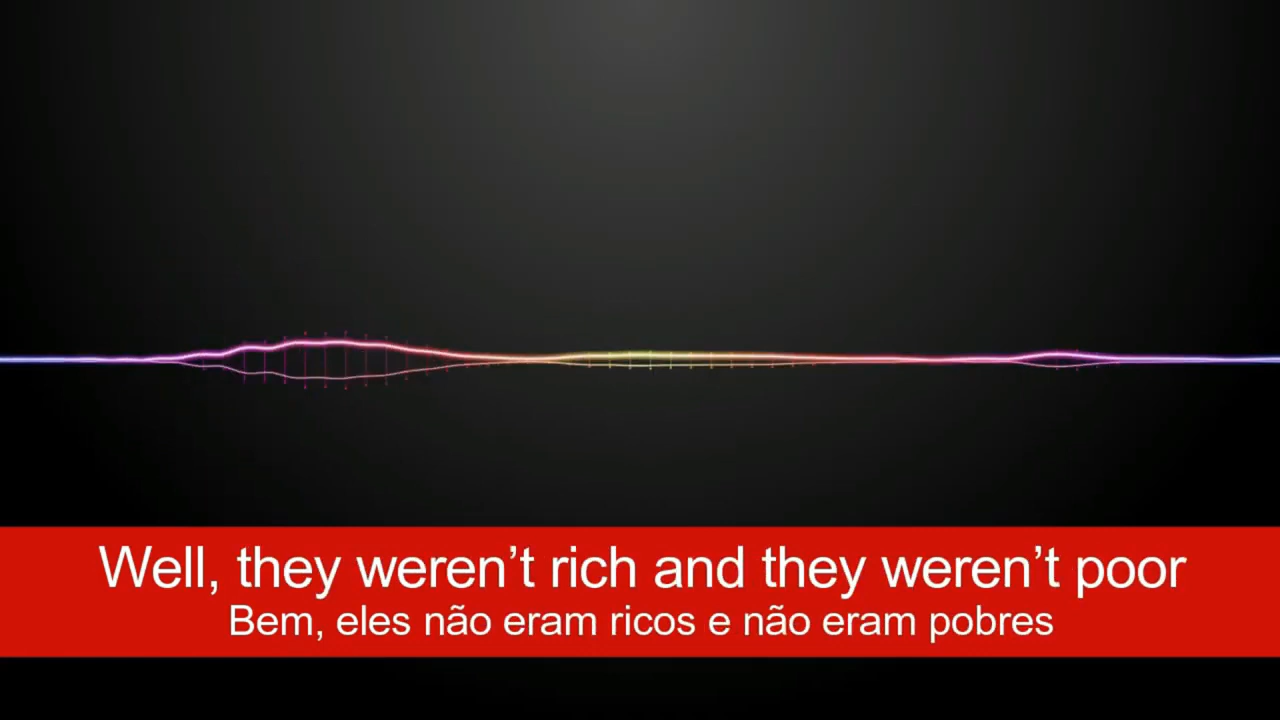 Well, they weren’t rich and they weren’t poor
Bem, eles não eram ricos e não eram pobres